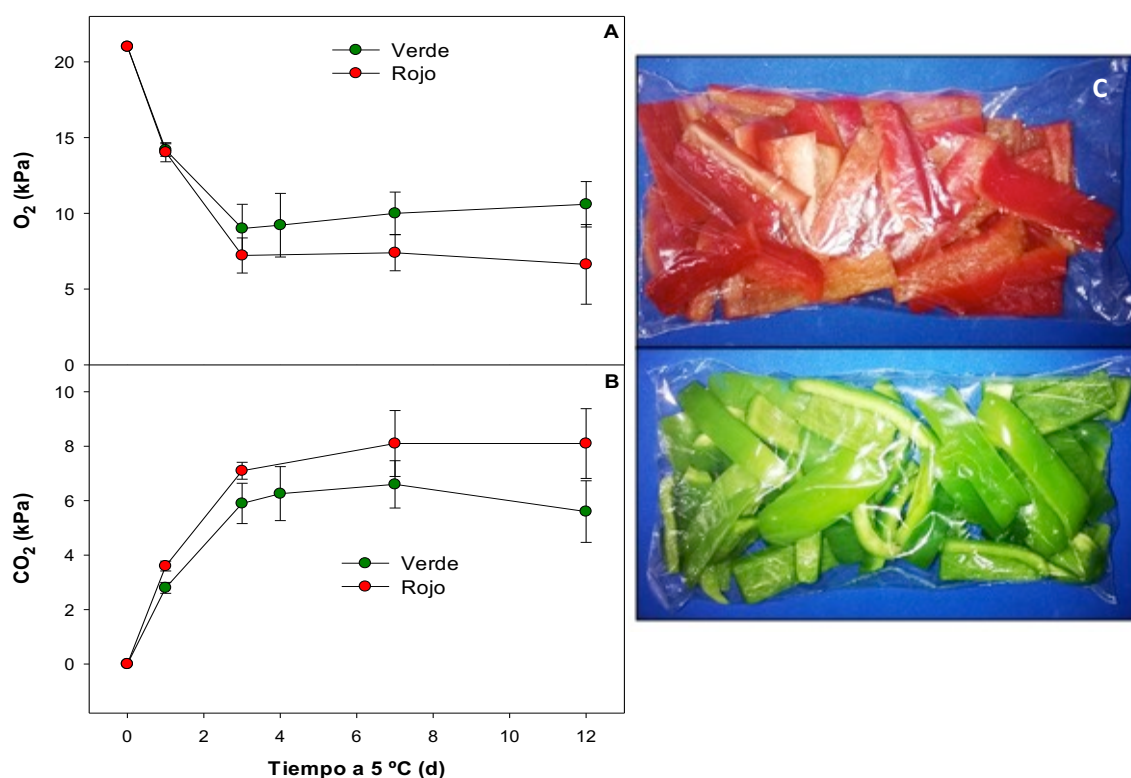 A
Verde
Rojo
20
15
10
5
0
O₂ (kPa)
B
10
8
6
4
2
0
CO₂ (kPa)
Verde
Rojo
0 2 4 6 8 10 12
Tiempo a 5 ºC (d)
C